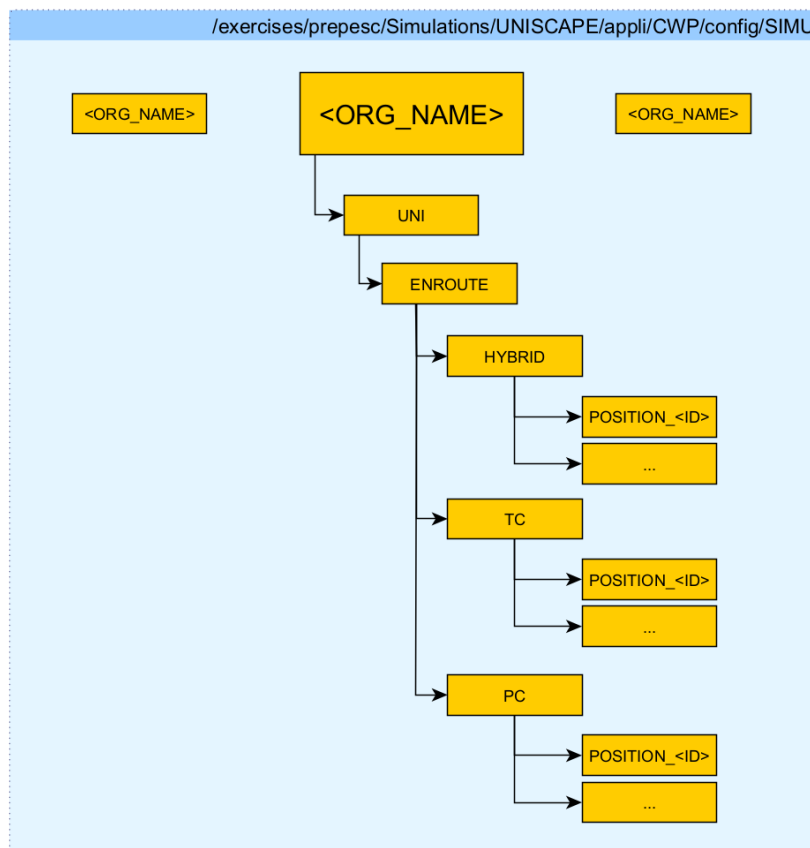 /exercises/prepesc/Simulations/UNISCAPE/appli/CWP/config/SIMU
<ORG_NAME>
<ORG_NAME>
<ORG_NAME>
UNI
ENROUTE
HYBRID
POSITION_<ID>
...
TC
POSITION_<ID>
...
PC
POSITION_<ID>
...